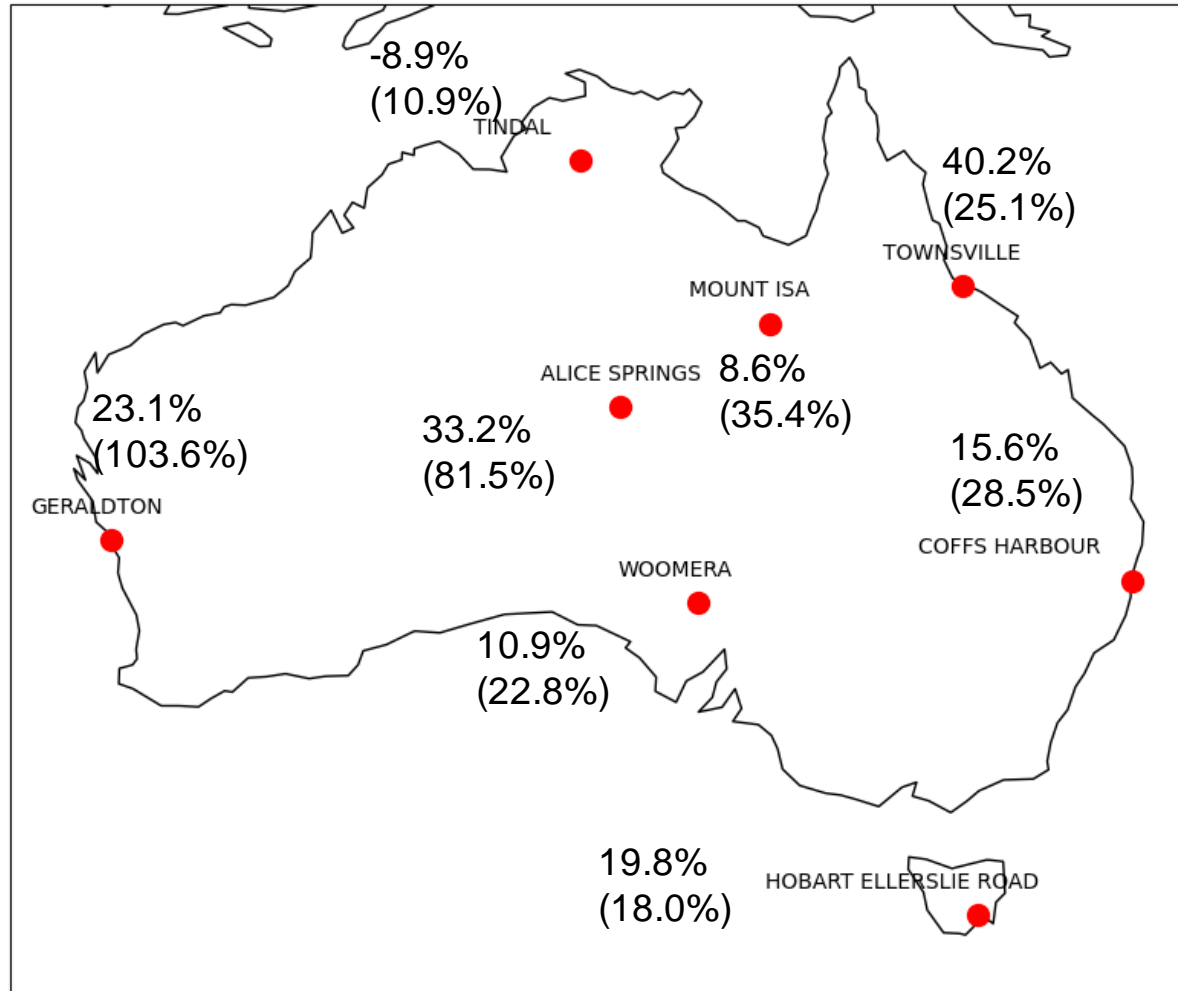 -8.9%
(10.9%)
TINDAL
40.2%
(25.1%)
TOWNSVILLE
MOUNT ISA
8.6%
(35.4%)
ALICE SPRINGS
33.2%
(81.5%)
23.1%
(103.6%)
GERALDTON
15.6%
(28.5%)
COFFS HARBOUR
WOOMERA
10.9%
(22.8%)
19.8%
(18.0%)
HOBART ELLERSLIE ROAD